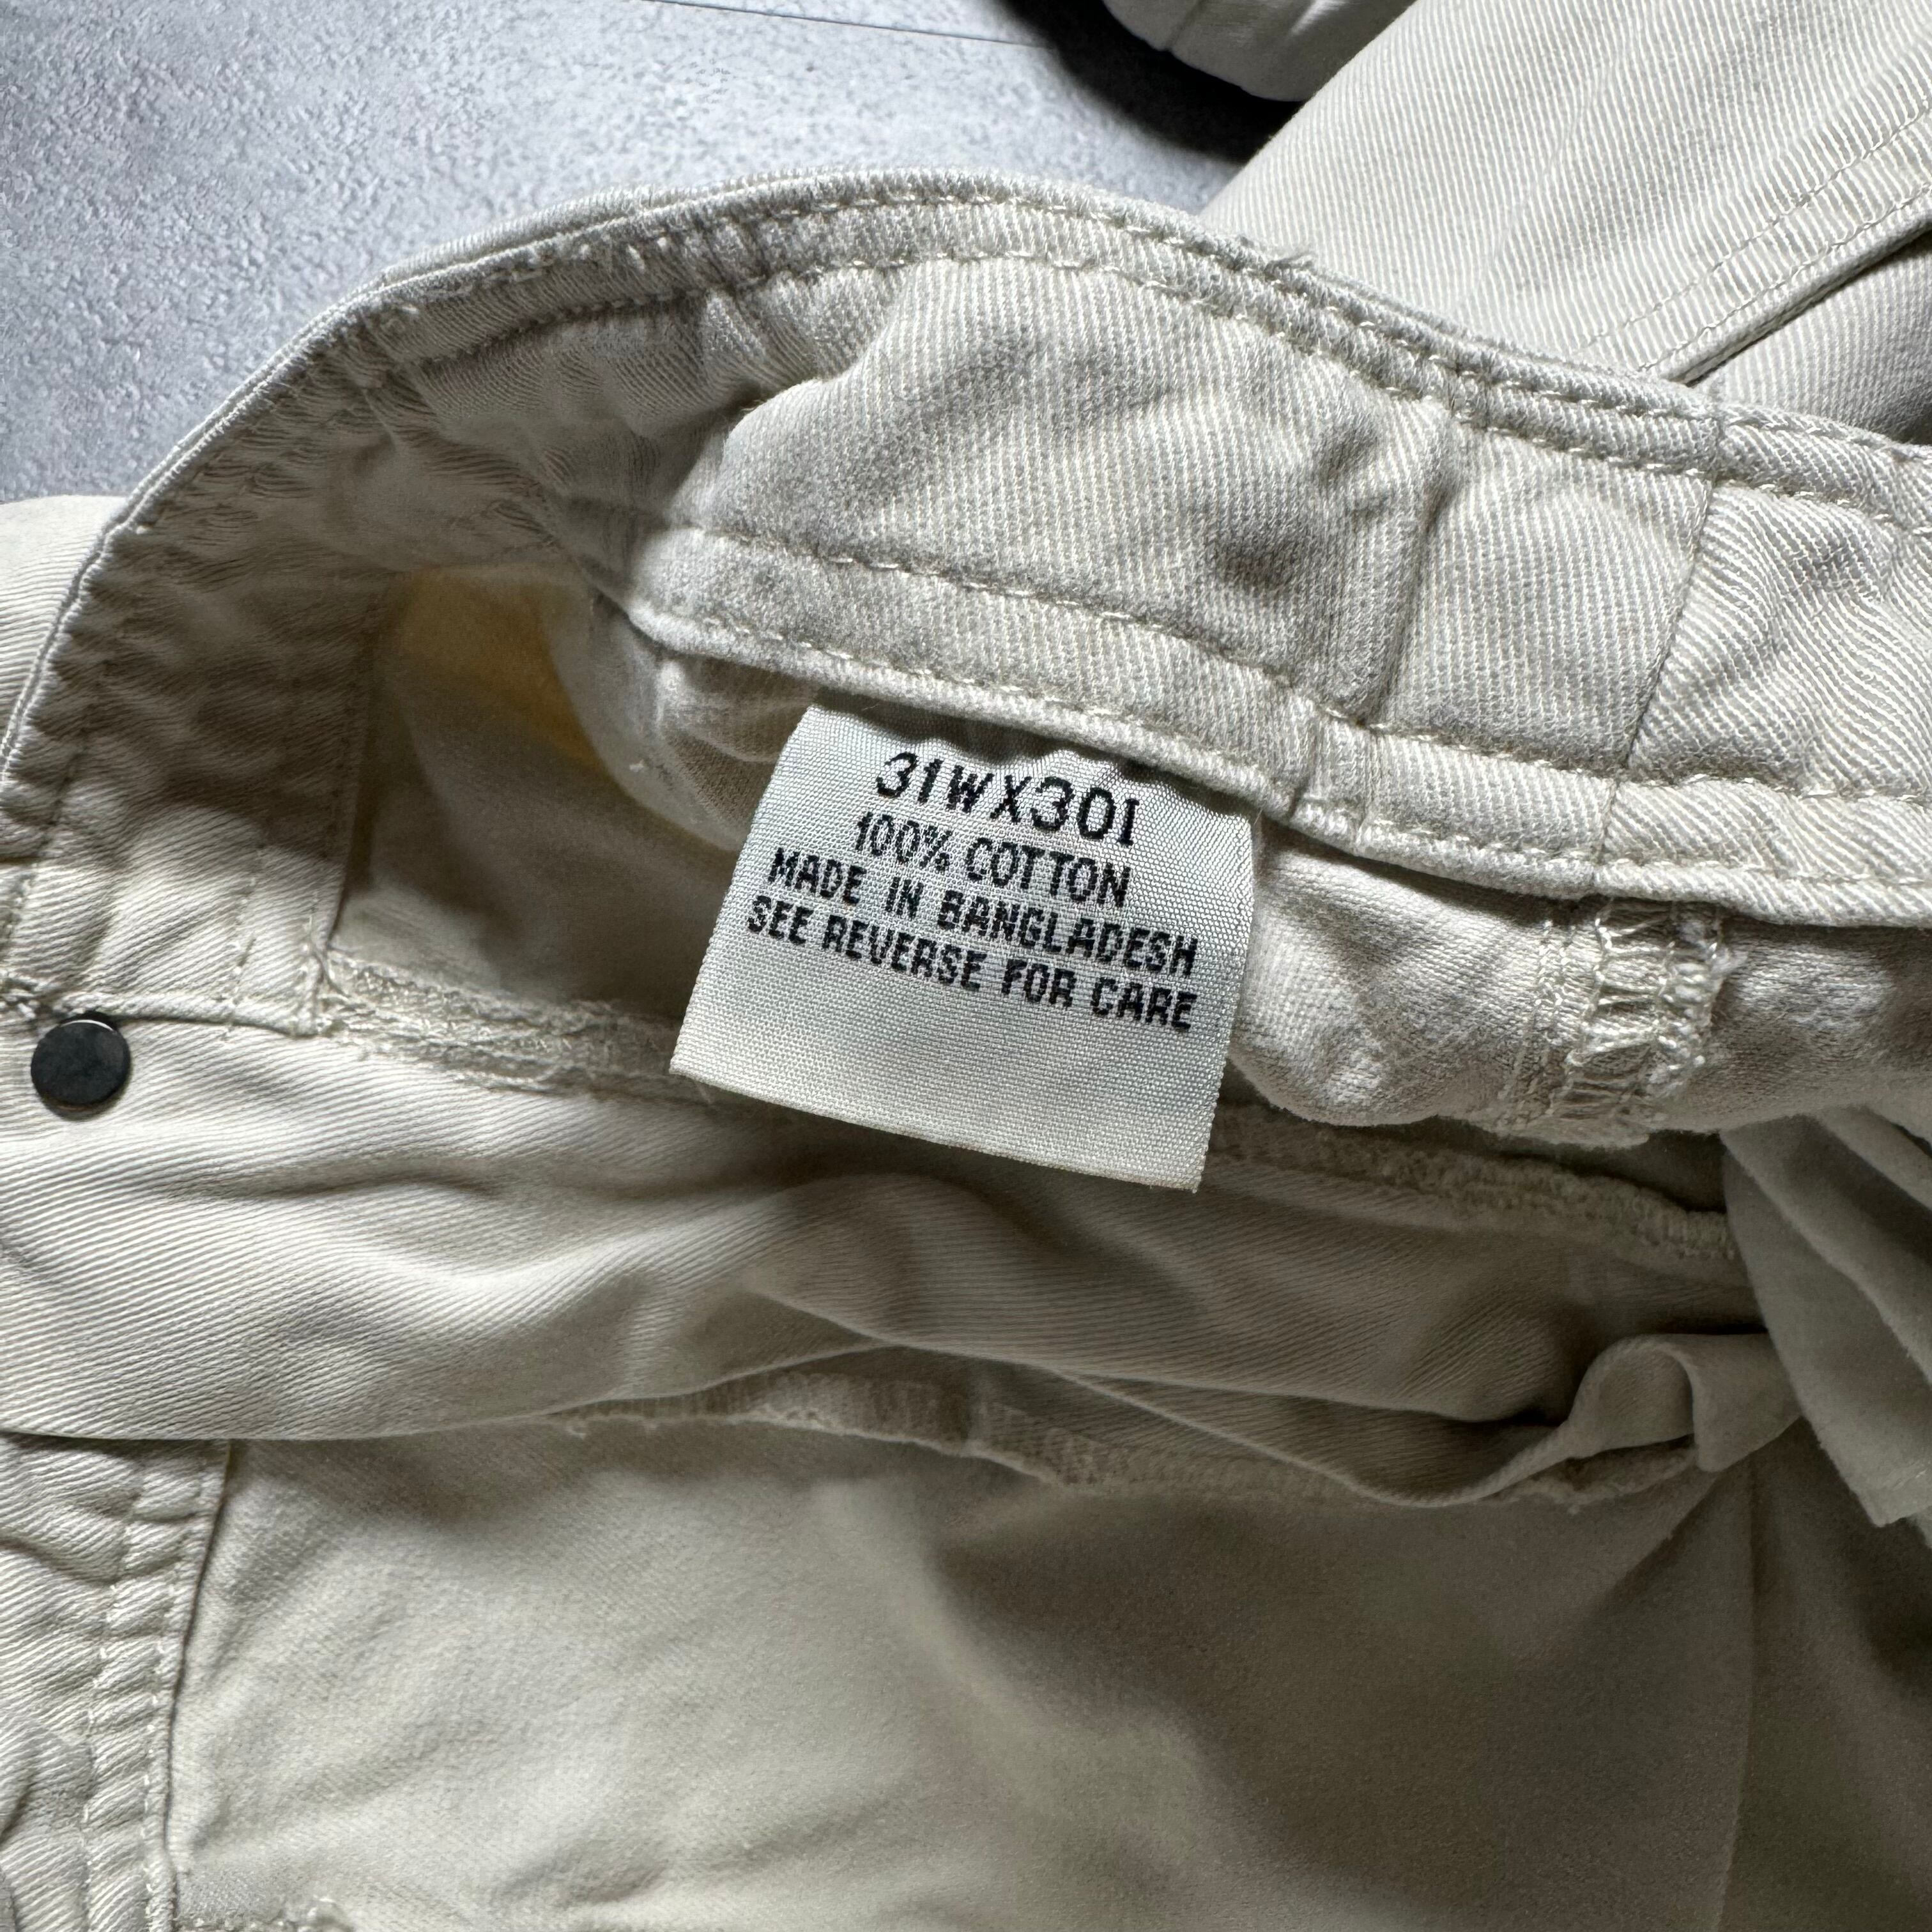 31WX30I
100% COTTON
MADE IN BANGLADESH
SEE REVERSE FOR CARE